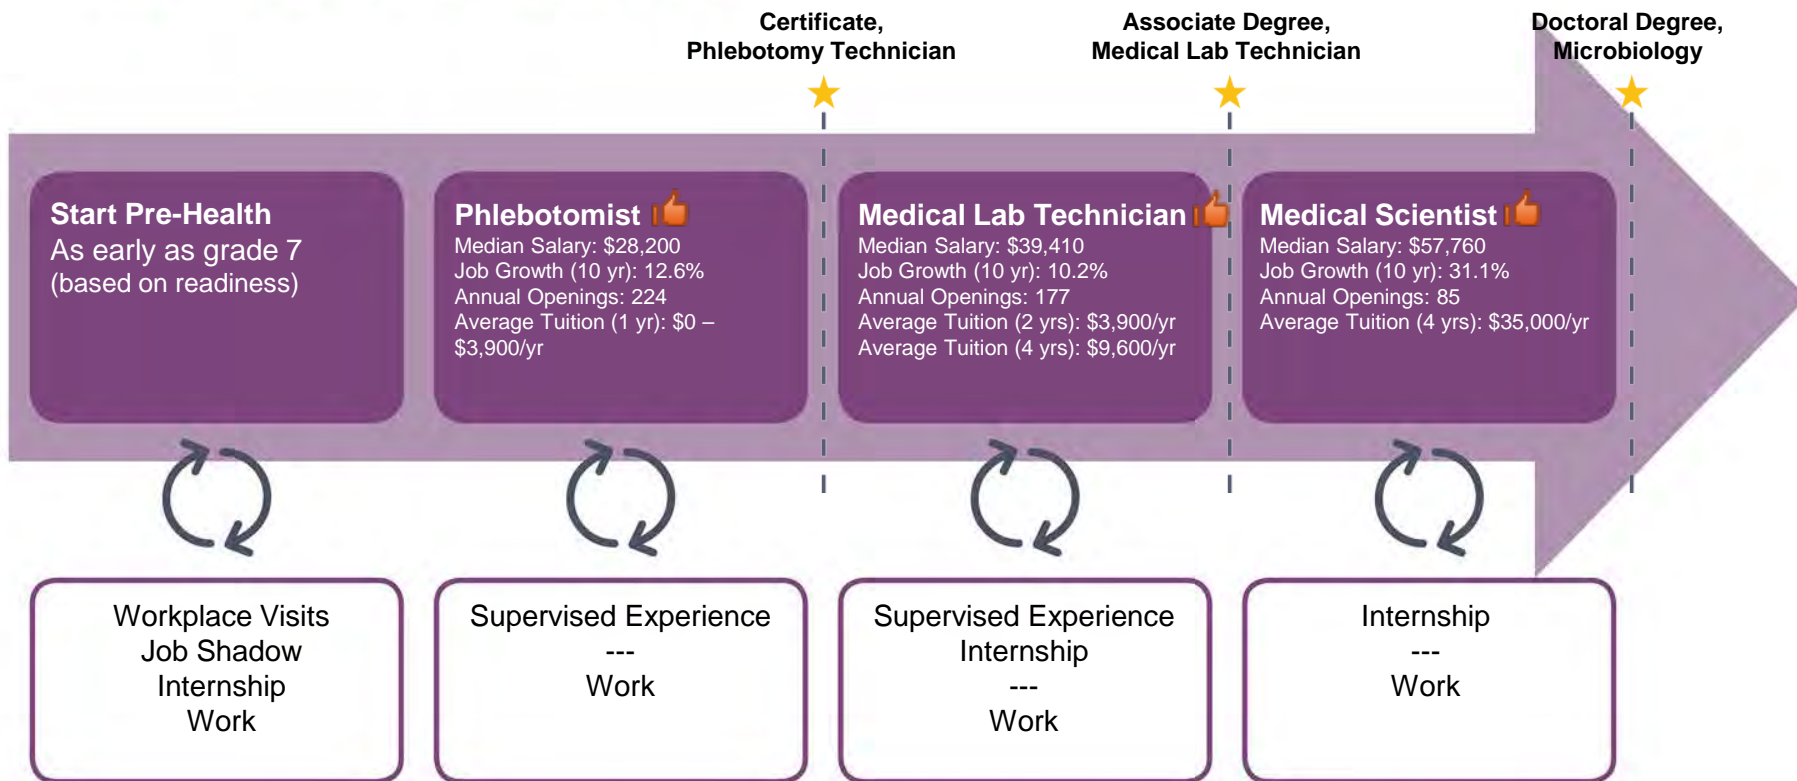 Certificate,
Phlebotomy Technician
Associate Degree,
Medical Lab Technician
Doctoral Degree,
Microbiology
Start Pre-Health
As early as grade 7
(based on readiness)
Phlebotomist
Median Salary: $28,200
Job Growth (10 yr): 12.6%
Annual Openings: 224
Average Tuition (1 yr): $0 –
$3,900/yr
Medical Lab Technician
Median Salary: $39,410
Job Growth (10 yr): 10.2%
Annual Openings: 177
Average Tuition (2 yrs): $3,900/yr
Average Tuition (4 yrs): $9,600/yr
Medical Scientist
Median Salary: $57,760
Job Growth (10 yr): 31.1%
Annual Openings: 85
Average Tuition (4 yrs): $35,000/yr
Workplace Visits
Job Shadow
Internship
Work
Supervised Experience
---
Work
Supervised Experience
Internship
---
Work
Internship
---
Work